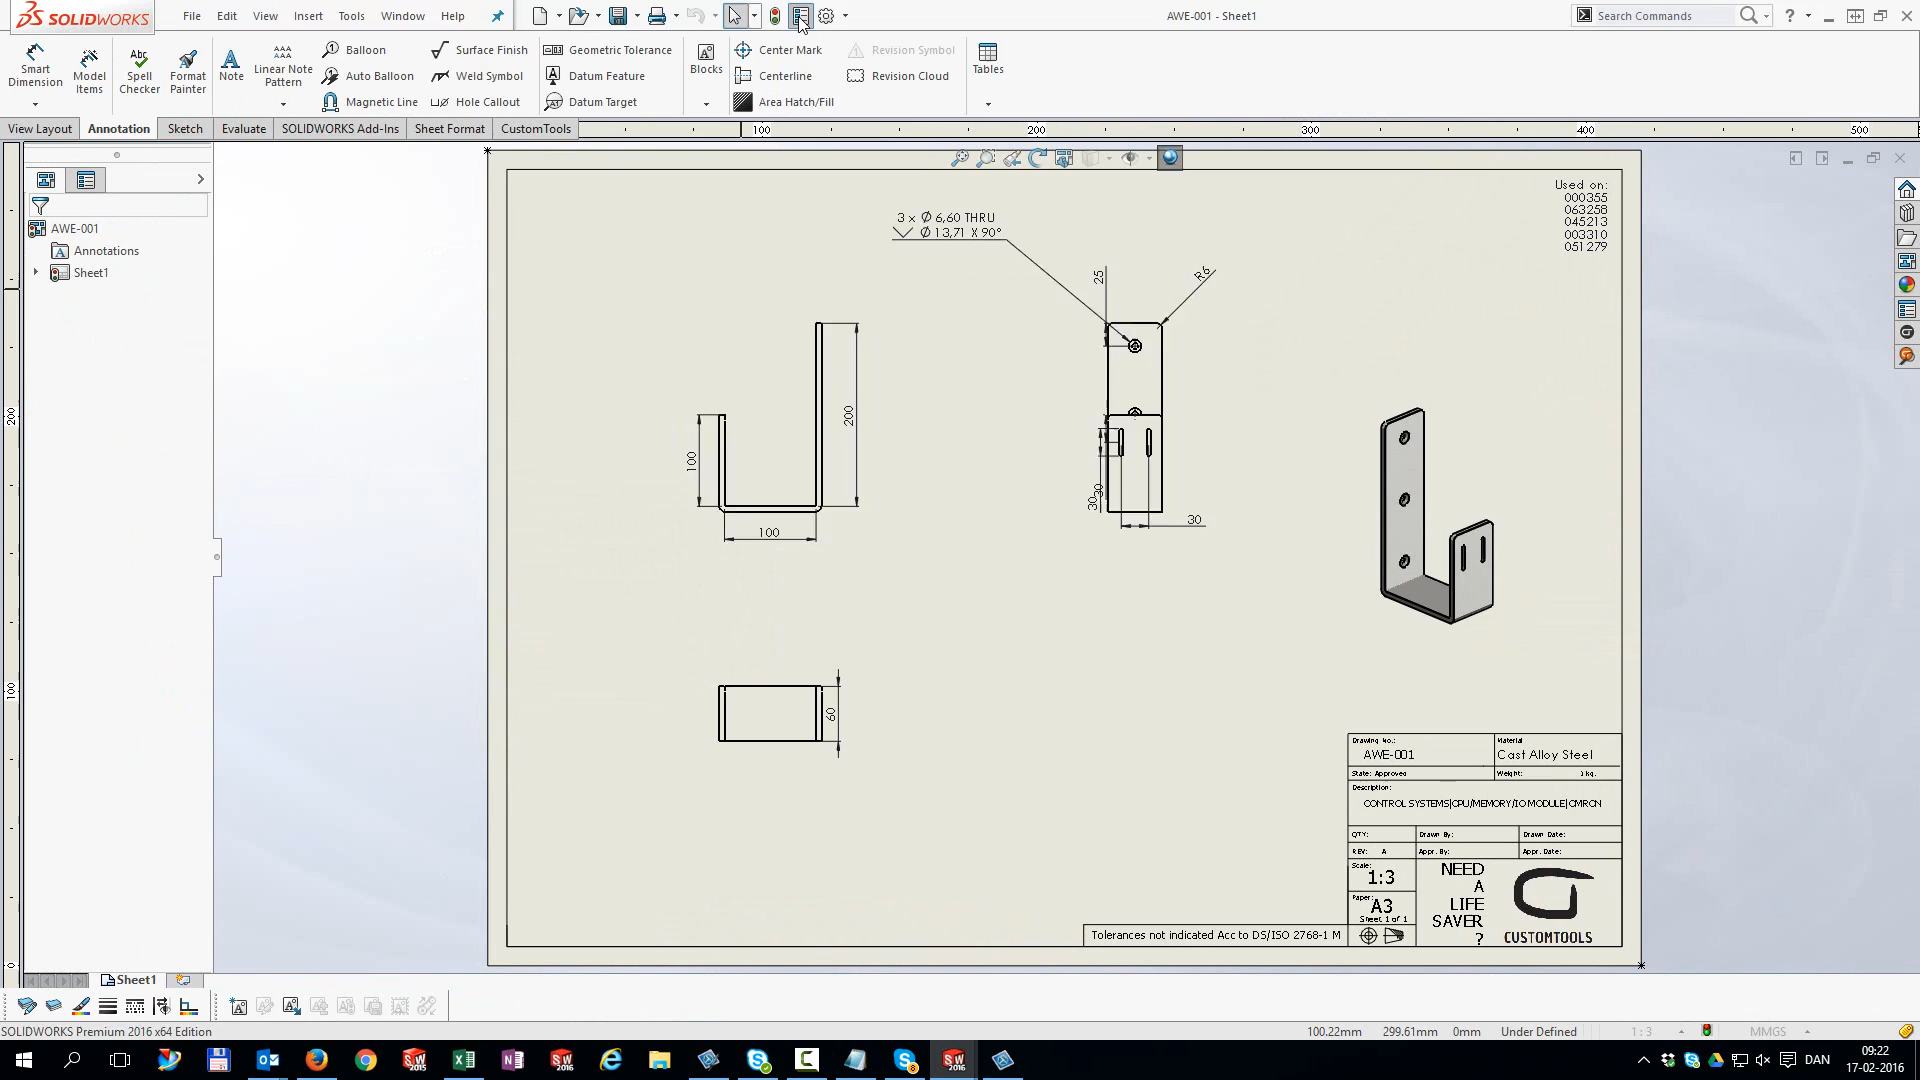 SOLIDWORKS
File Edit View Insert Tools Window Help
AWE-001 - Sheet1
Search Commands
Smart Dimension
Model Items
Spell Checker
Format Painter
Note
Linear Note Pattern
Balloon
Auto Balloon
Magnetic Line
Surface Finish
Weld Symbol
Hole Callout
Geometric Tolerance
Datum Feature
Datum Target
Blocks
Center Mark
Centerline
Area Hatch/Fill
Revision Symbol
Revision Cloud
Tables
View Layout Annotation Sketch Evaluate SOLIDWORKS Add-Ins Sheet Format CustomTools
100 200 300 400 500
AWE-001
Annotations
Sheet1
200
100
0
Used on:
000355
063258
045213
003310
051279
3 x Ø 6,60 THRU
Ø 13,71 X 90°
25
R6
200
100
100
30
30
30
60
Drawing No.:
AWE-001
Material
Cast Alloy Steel
State: Approved
Weight: 1 kg.
Description:
CONTROL SYSTEMS|CPU/MEMORY/IO MODULE|CMRCN
QTY: Drawn By: Drawn Date:
REV: A Appr. By: Appr. Date:
Scale:
1:3
Paper:
A3
Sheet 1 of 1
NEED
A
LIFE
SAVER
?
CUSTOMTOOLS
Tolerances not indicated Acc to DS/ISO 2768-1 M
Sheet1
SOLIDWORKS Premium 2016 x64 Edition
100.22mm 299.61mm 0mm Under Defined 1 : 3 MMGS
DAN
09:22
17-02-2016